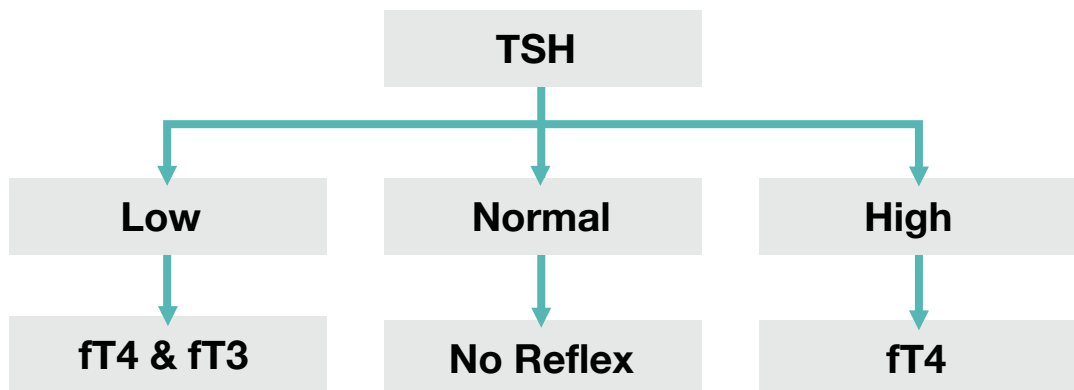 TSH
Low
Normal
High
fT4 & fT3
No Reflex
fT4